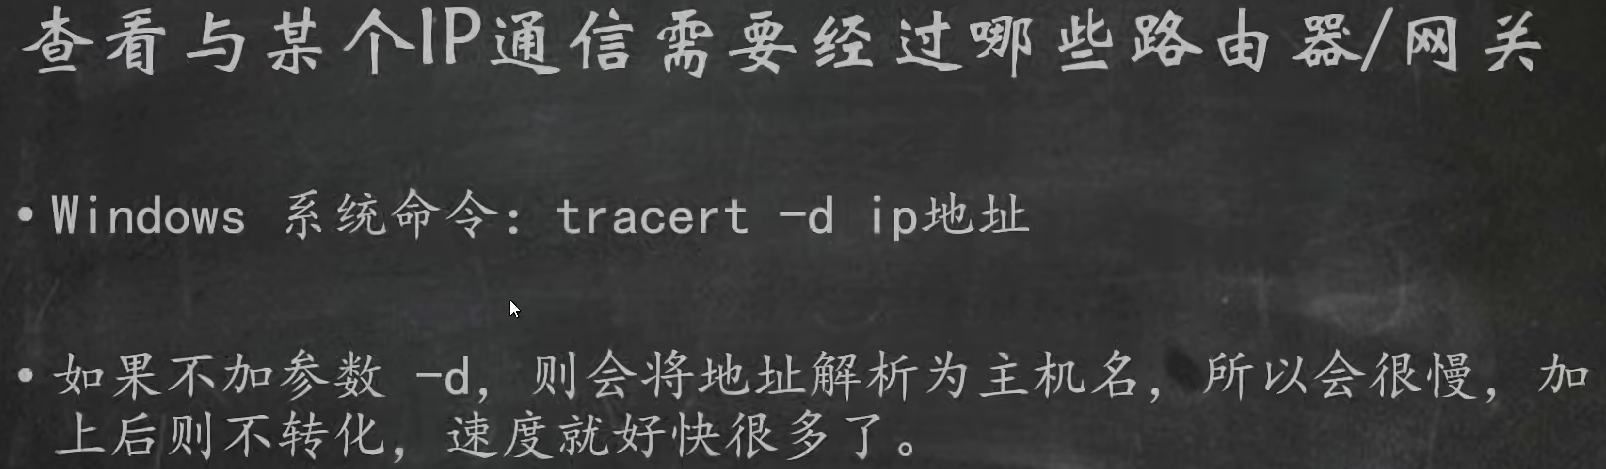 查看与某个IP通信需要经过哪些路由器/网关
• Windows 系统命令：tracert -d ip地址
• 如果不加参数 -d，则会将地址解析为主机名，所以会很慢，加
上后则不转化，速度就好快很多了。